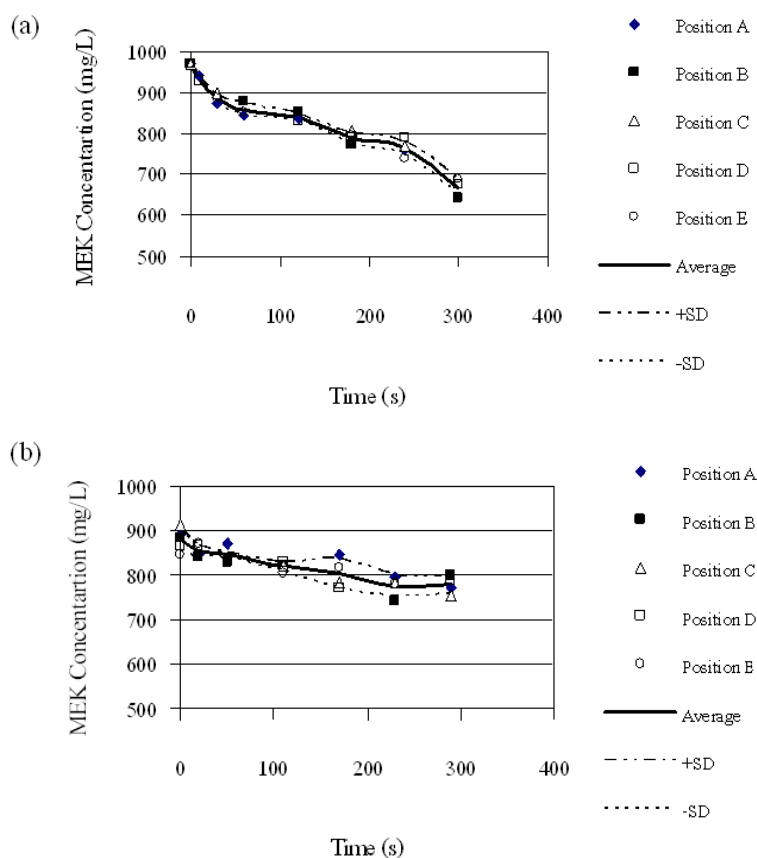 (a)
MEK Concentartion (mg/L)
1000
900
800
700
600
500
0 100 200 300 400
Time (s)
Position A
Position B
Position C
Position D
Position E
Average
+SD
-SD
(b)
MEK Concentartion (mg/L)
1000
900
800
700
600
500
0 100 200 300 400
Time (s)
Position A
Position B
Position C
Position D
Position E
Average
+SD
-SD